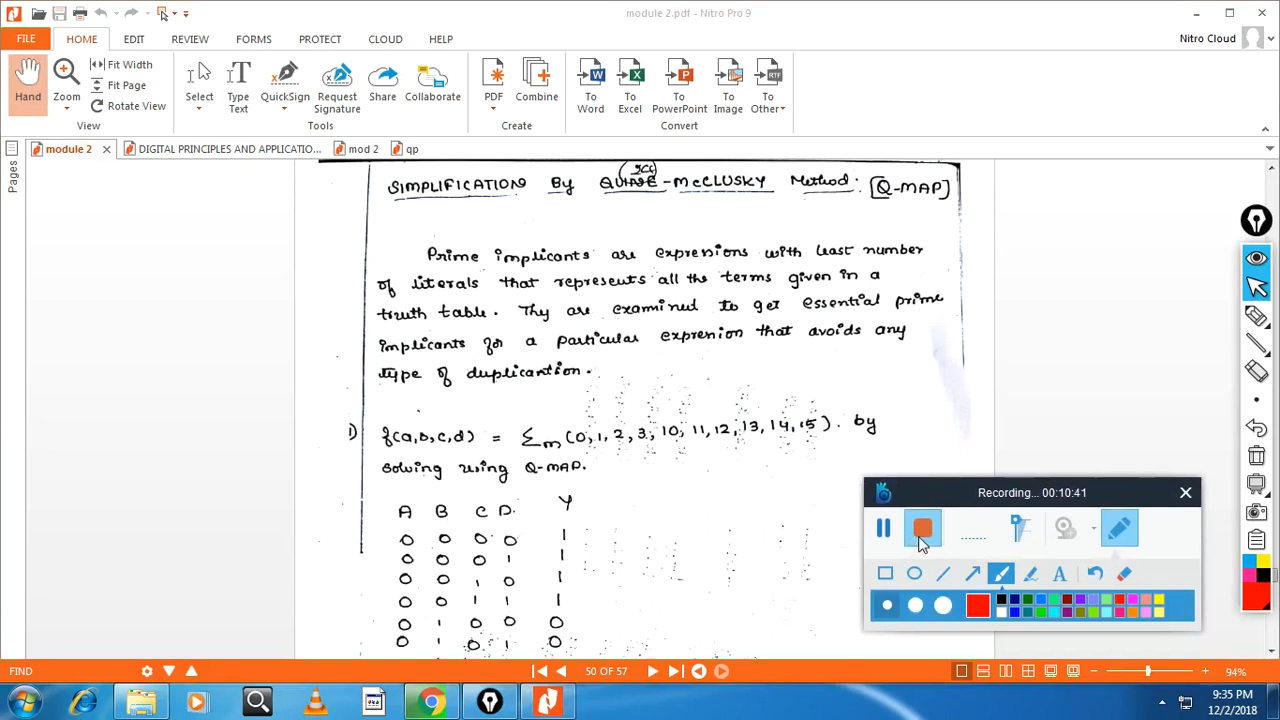 module 2.pdf - Nitro Pro 9
FILE HOME EDIT REVIEW FORMS PROTECT CLOUD HELP
Nitro Cloud
Hand
Zoom
Fit Width
Fit Page
Rotate View
Select
Type Text
QuickSign
Request Signature
Share
Collaborate
PDF
Combine
To Word
To Excel
To PowerPoint
To Image
To Other
View Tools Create Convert
module 2 DIGITAL PRINCIPLES AND APPLICATIO... mod 2 qp
Pages
SIMPLIFICATION By QUINE-McCLUSKY Method: [Q-MAP]
Prime implicants are expressions with least number
of literals that represents all the terms given in a
truth table. Thy are examined to get essential prime
implicants for a particular exprenion that avoids any
type of duplicantion.
1) f(a,b,c,d) = Σm (0,1,2,3,10,11,12,13,14,15). by
solving using Q-MAP.
A B C D. Y
0 0 0 0 1
0 0 0 1 1
0 0 1 0 1
0 0 1 1 1
0 1 0 0 0
0 1 0 1 0
Recording... 00:10:41
A
FIND
50 OF 57
94%
9:35 PM
12/2/2018